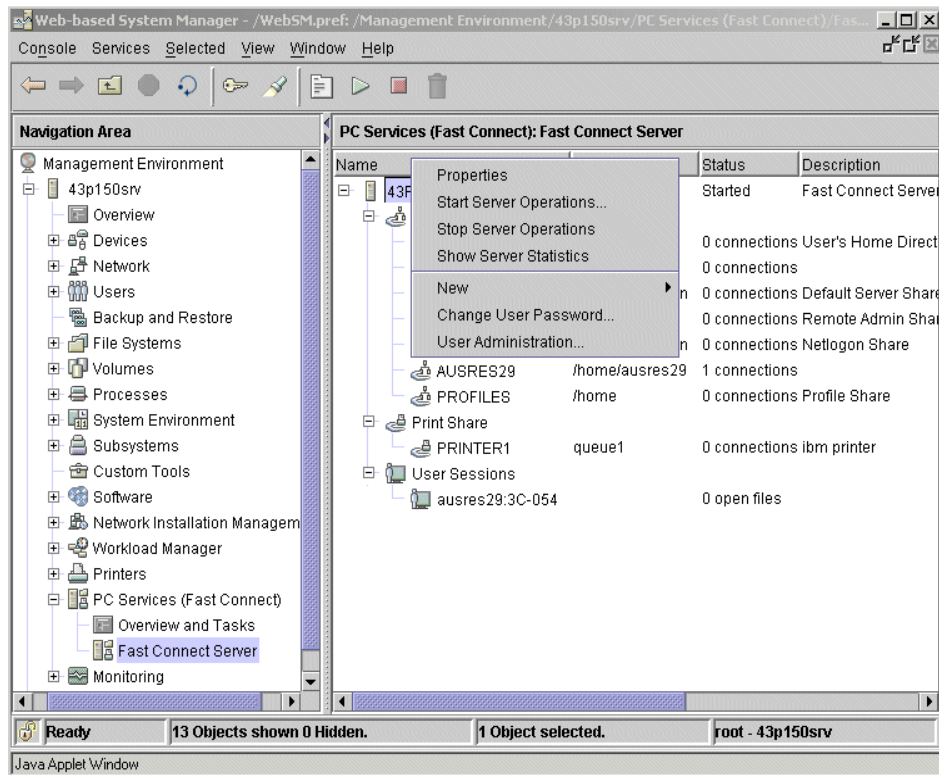 Web-based System Manager - /WebSM.pref: /Management Environment/43p150srv/PC Services (Fast Connect)/Fas...
Console Services Selected View Window Help
Navigation Area
Management Environment
43p150srv
Overview
Devices
Network
Users
Backup and Restore
File Systems
Volumes
Processes
System Environment
Subsystems
Custom Tools
Software
Network Installation Managem
Workload Manager
Printers
PC Services (Fast Connect)
Overview and Tasks
Fast Connect Server
Monitoring
PC Services (Fast Connect): Fast Connect Server
Name Status Description
43P Started Fast Connect Server
0 connections User's Home Direct
0 connections
n 0 connections Default Server Share
0 connections Remote Admin Shar
n 0 connections Netlogon Share
AUSRES29 /home/ausres29 1 connections
PROFILES /home 0 connections Profile Share
Print Share
PRINTER1 queue1 0 connections ibm printer
User Sessions
ausres29:3C-054 0 open files
Properties
Start Server Operations...
Stop Server Operations
Show Server Statistics
New
Change User Password...
User Administration...
Ready 13 Objects shown 0 Hidden. 1 Object selected. root - 43p150srv
Java Applet Window